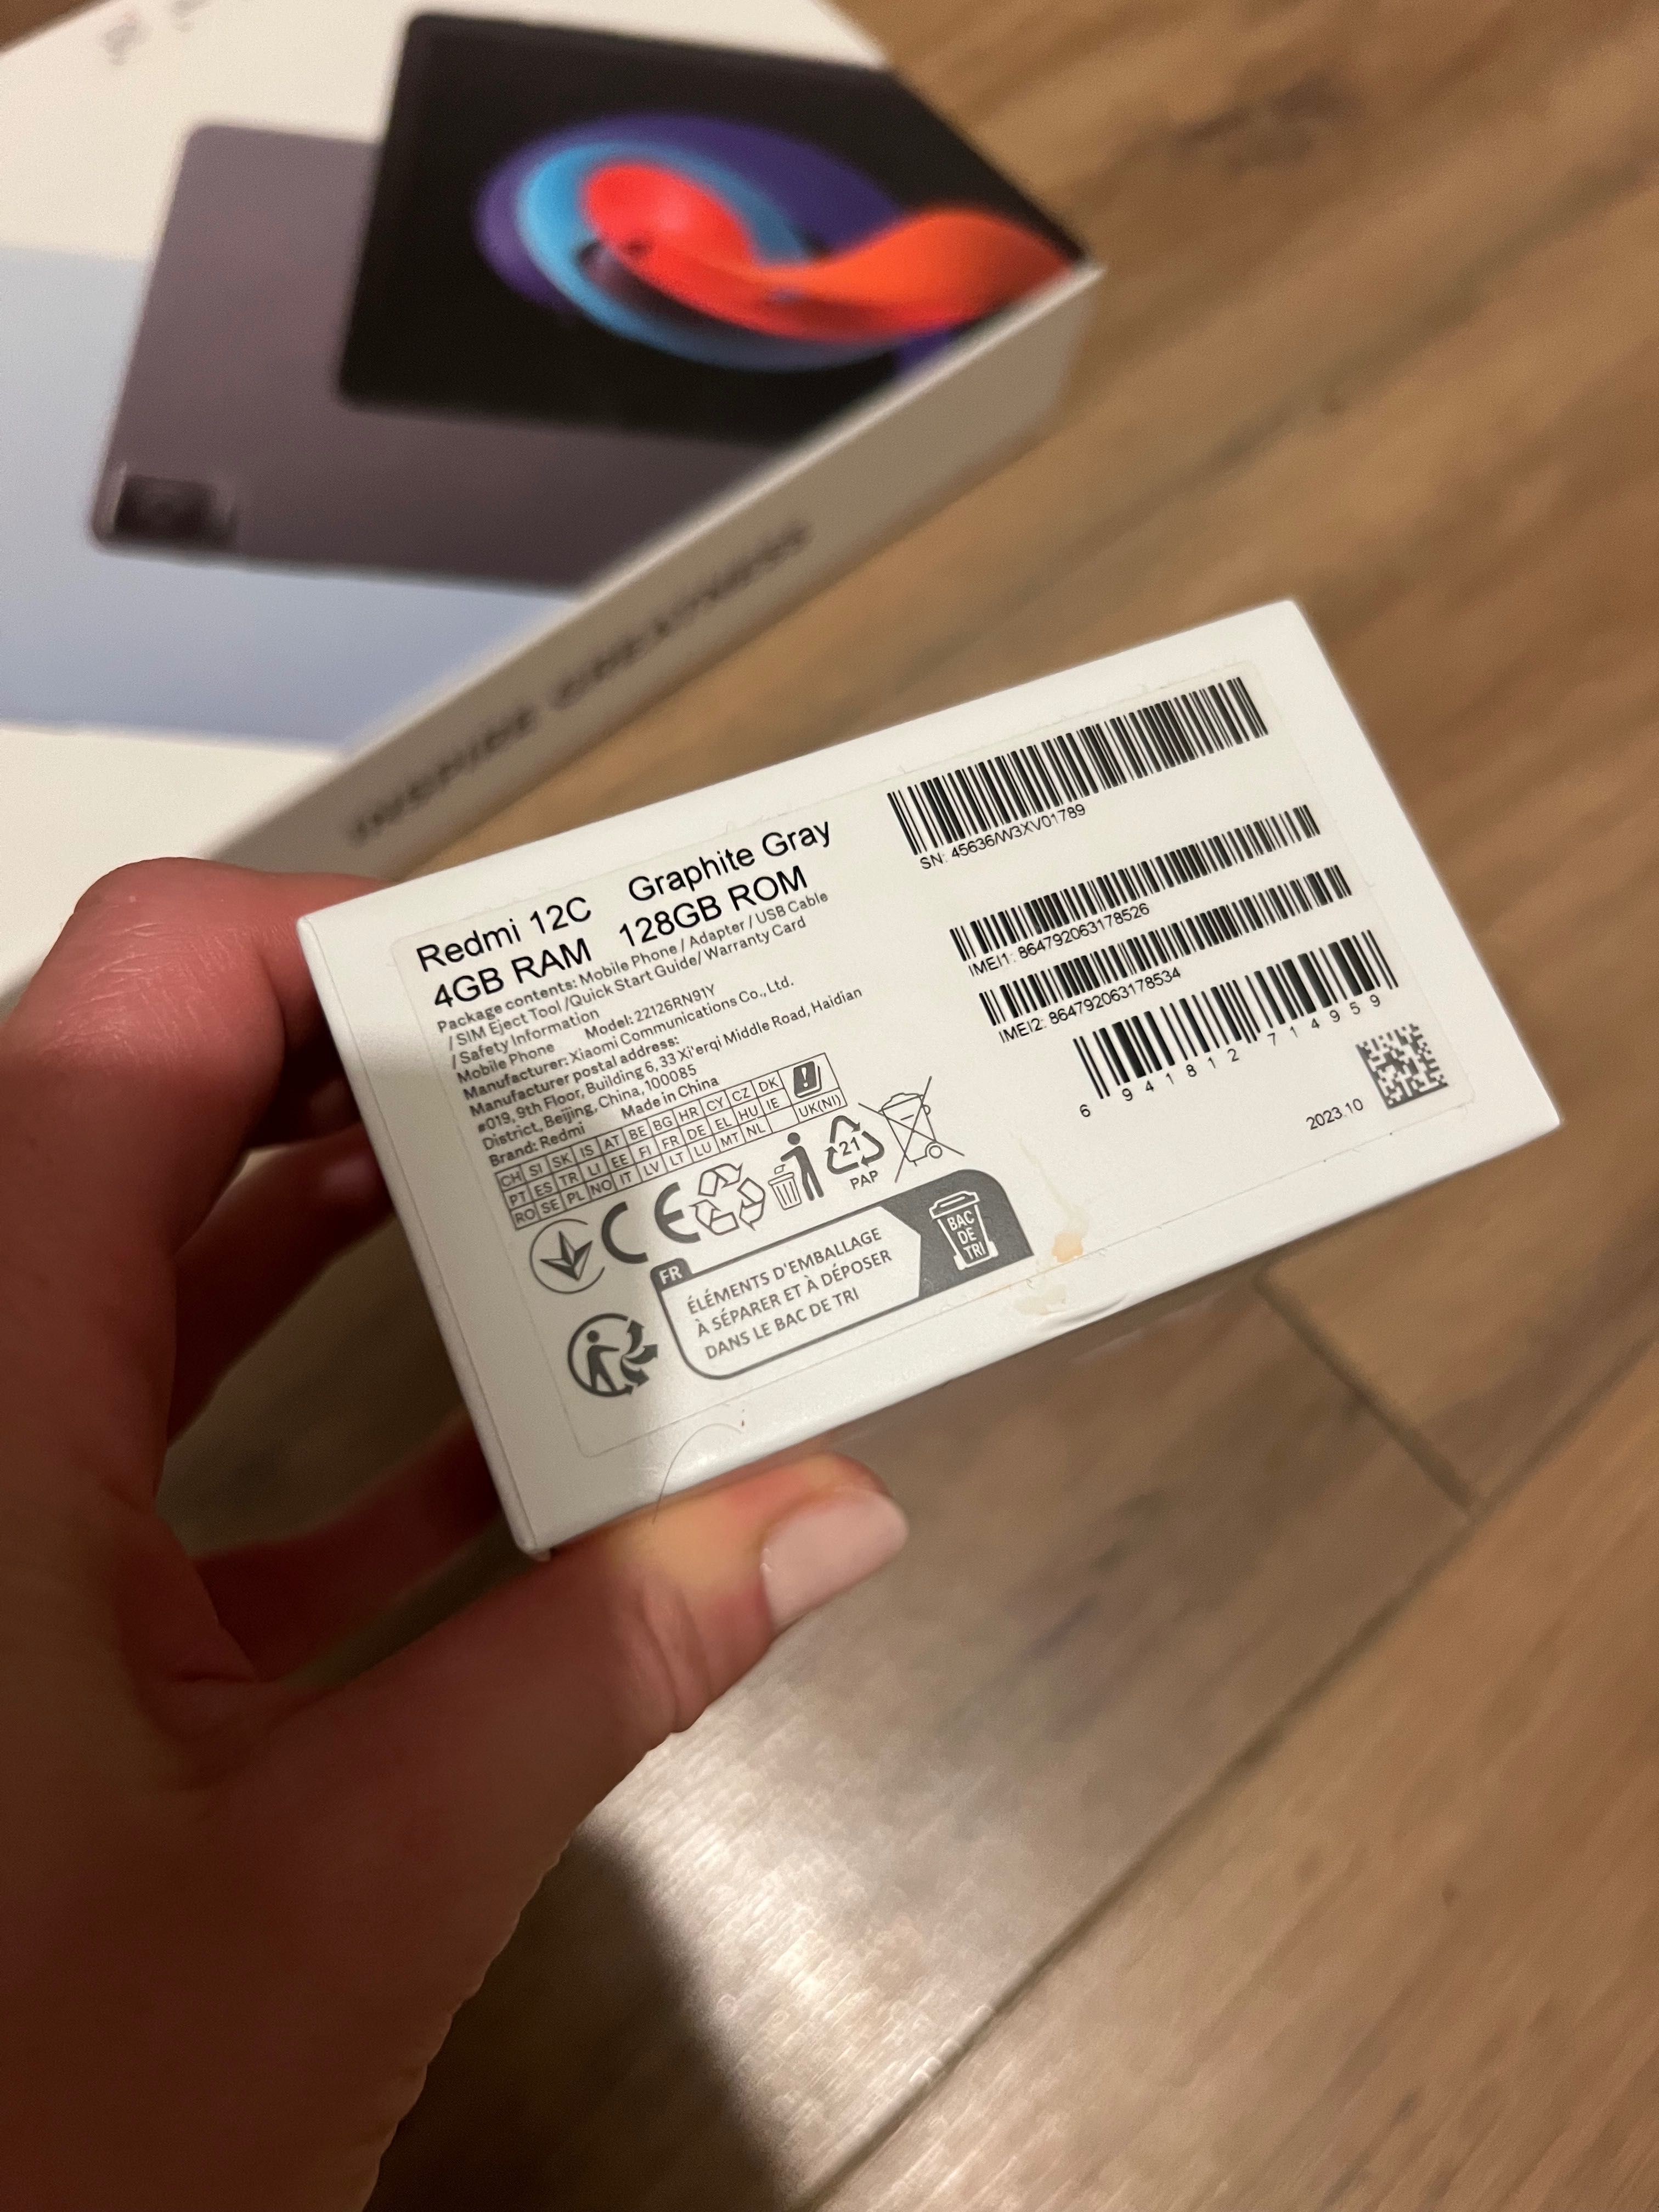 Redmi 12C Graphite Gray
4GB RAM 128GB ROM
Package contents: Mobile Phone / Adapter / USB Cable
/ SIM Eject Tool /Quick Start Guide/ Warranty Card
/ Safety Information
Mobile Phone Model: 22126RN91Y
Manufacturer: Xiaomi Communications Co., Ltd.
Manufacturer postal address:
#019, 9th Floor, Building 6, 33 Xi'erqi Middle Road, Haidian
District, Beijing, China, 100085
Brand: Redmi Made in China
CH SI SK IS AT BE BG HR CY CZ DK
PT ES TR LI EE FI FR DE EL HU IE
RO SE PL NO IT LV LT LU MT NL UK(NI)
CE
21
PAP
FR
ÉLÉMENTS D'EMBALLAGE
À SÉPARER ET À DÉPOSER
DANS LE BAC DE TRI
BAC
DE
TRI
SN: 45636/W3XV01789
IMEI1: 864792063178526
IMEI2: 864792063178534
6 941812 714959
2023.10